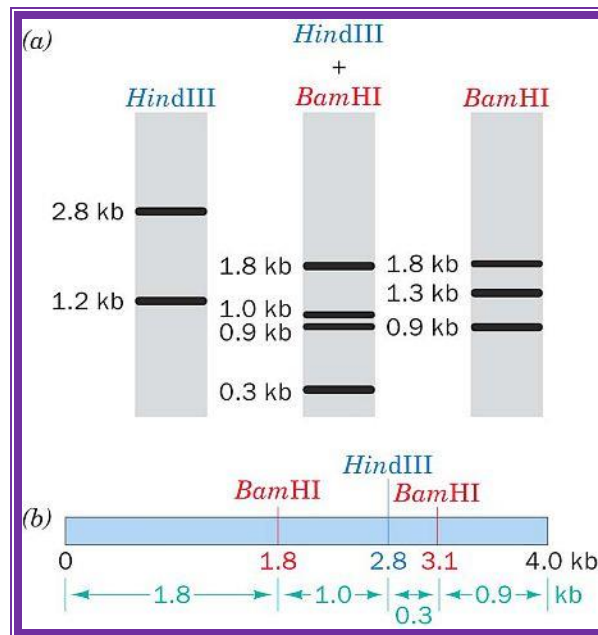 (a)
HindIII
+
BamHI
HindIII
BamHI
2.8 kb
1.2 kb
1.8 kb
1.0 kb
0.9 kb
0.3 kb
1.8 kb
1.3 kb
0.9 kb
HindIII
BamHI
BamHI
(b)
0
1.8
2.8
3.1
4.0 kb
1.8
1.0
0.3
0.9
kb